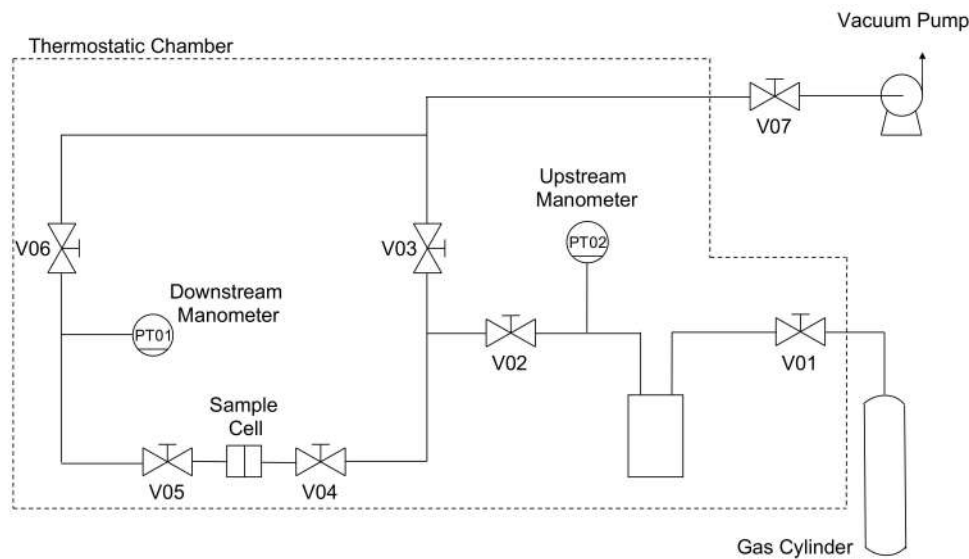 Vacuum Pump
Thermostatic Chamber
V07
Upstream
Manometer
PT02
V06
V03
Downstream
Manometer
PT01
V02
V01
Sample
Cell
V05
V04
Gas Cylinder